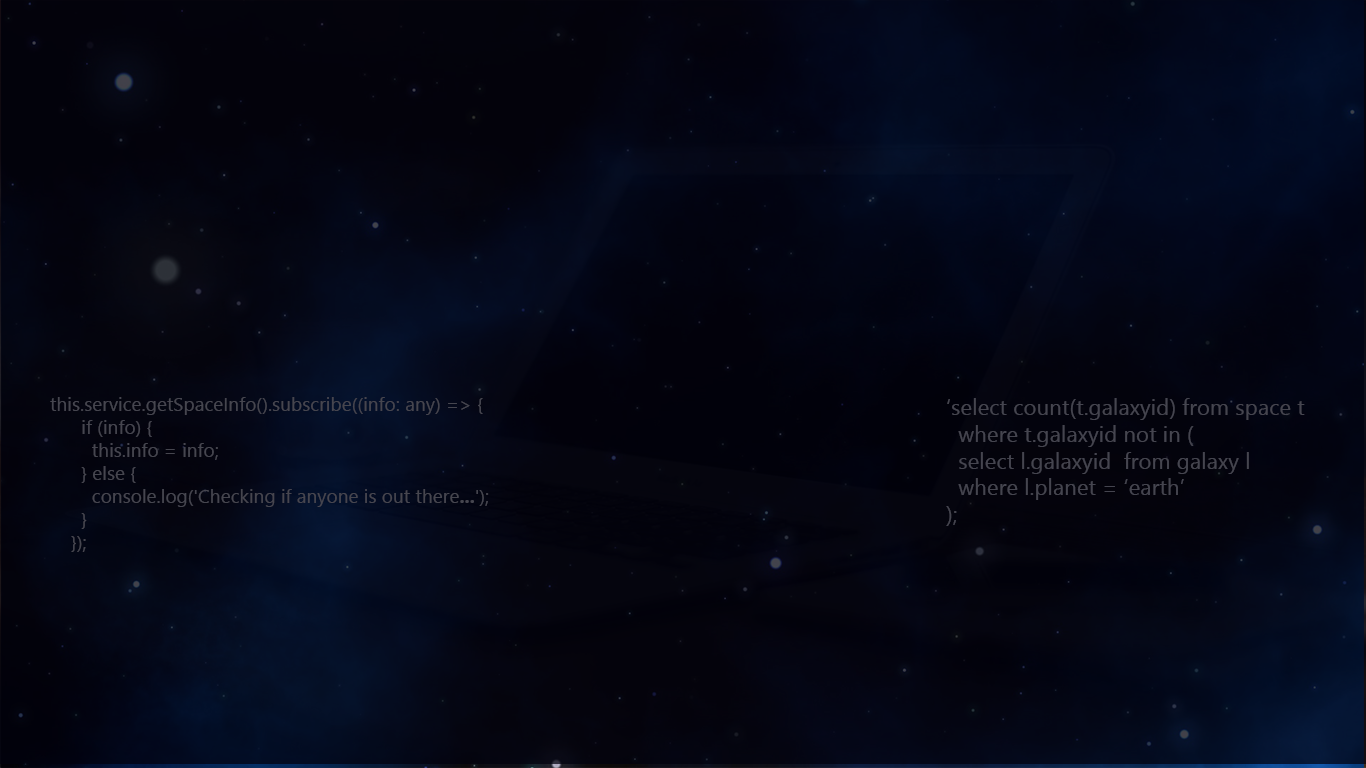 this.service.getSpaceInfo().subscribe((info: any) => {
if (info) {
this.info = info;
} else {
console.log('Checking if anyone is out there...');
}
});
‘select count(t.galaxyid) from space t
where t.galaxyid not in (
select l.galaxyid  from galaxy l
where l.planet = ‘earth’
);